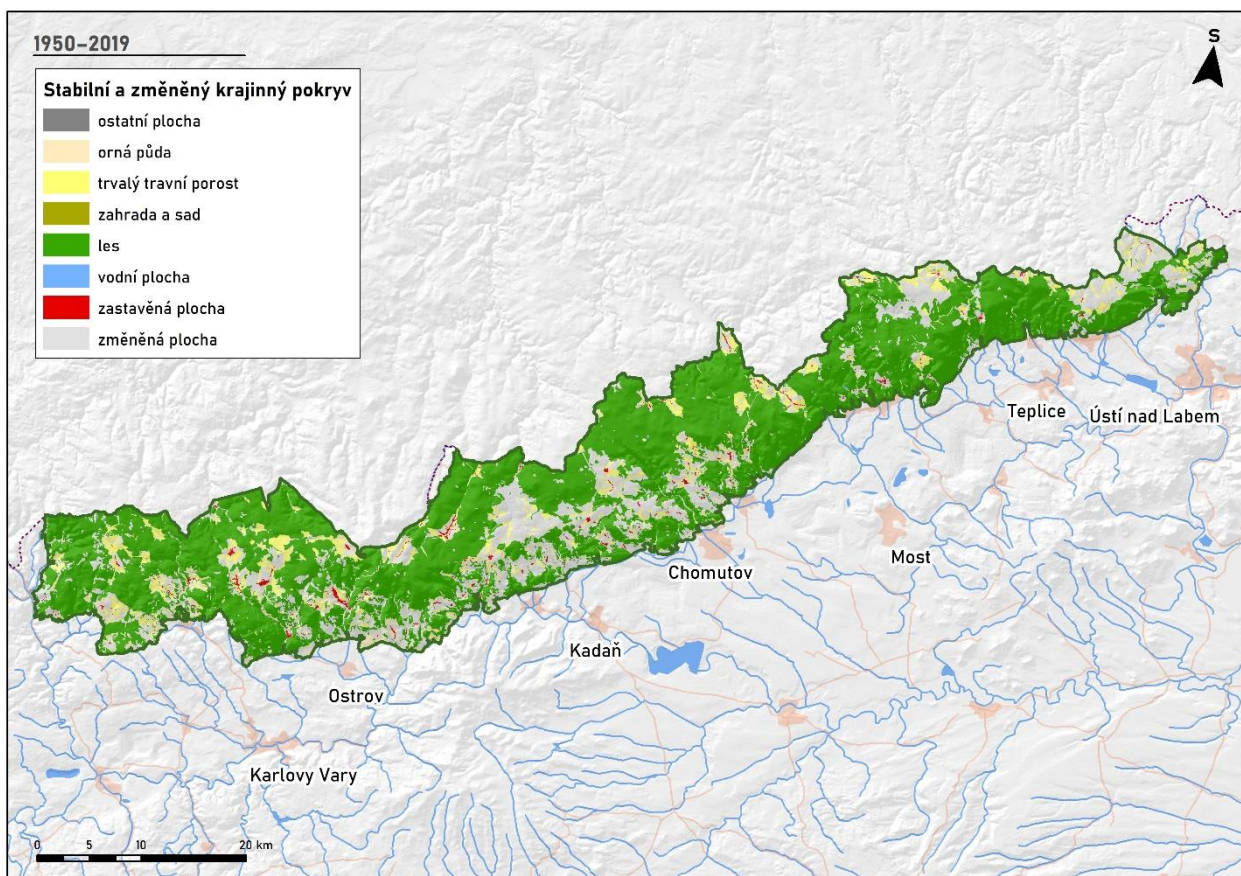 1950–2019
S
Stabilní a změněný krajinný pokryv
ostatní plocha
orná půda
trvalý travní porost
zahrada a sad
les
vodní plocha
zastavěná plocha
změněná plocha
Teplice
Ústí nad Labem
Most
Chomutov
Kadaň
Ostrov
Karlovy Vary
0 5 10 20 km